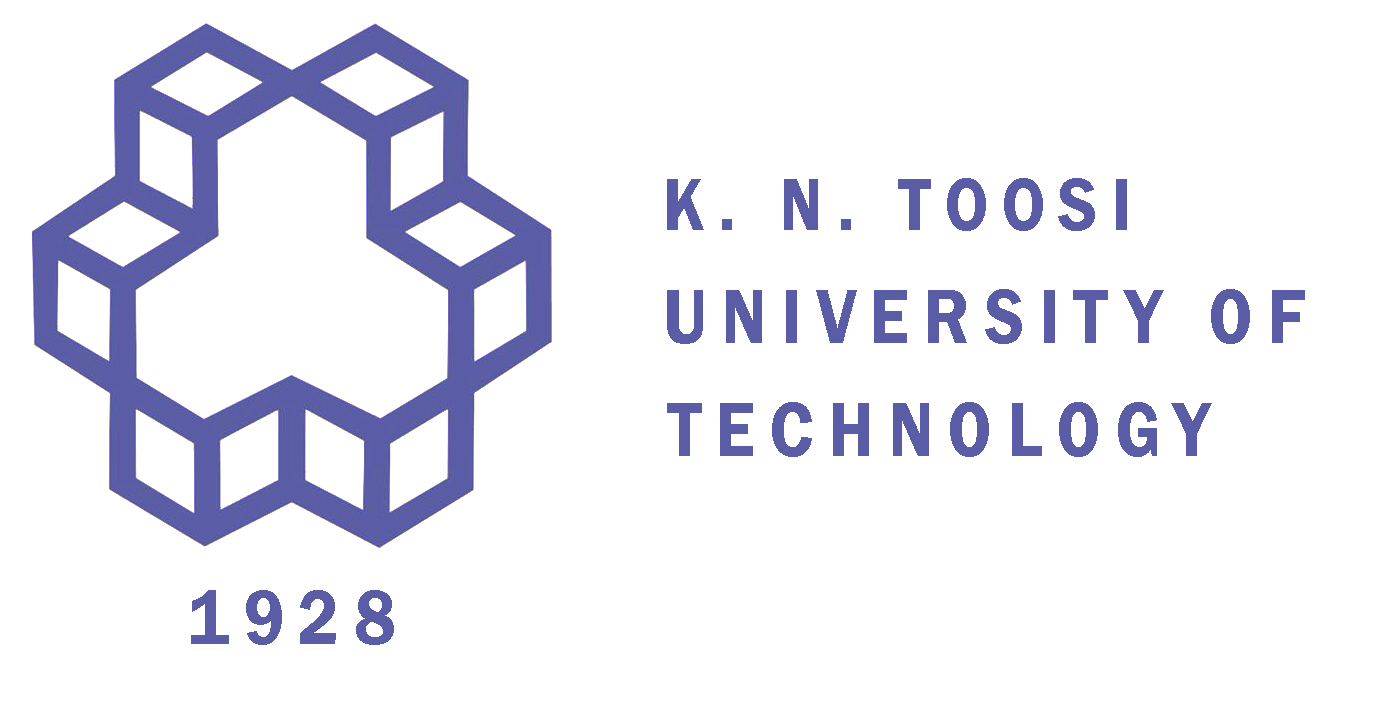 K. N. TOOSI
UNIVERSITY OF
TECHNOLOGY
1928